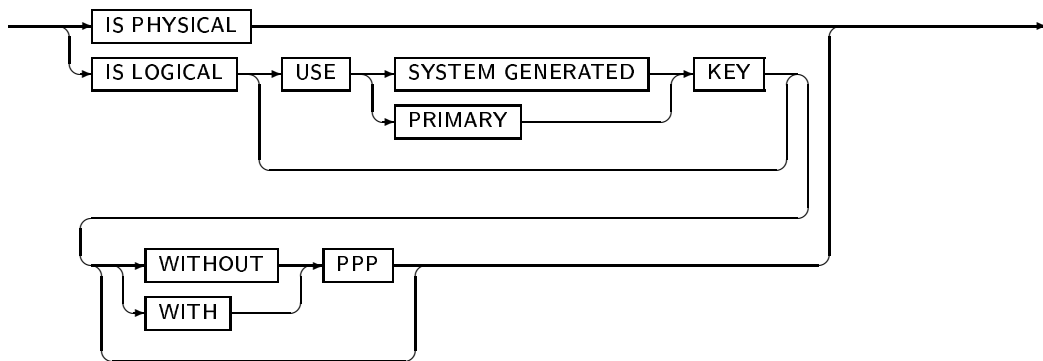 IS PHYSICAL
IS LOGICAL USE SYSTEM GENERATED KEY
PRIMARY
WITHOUT PPP
WITH